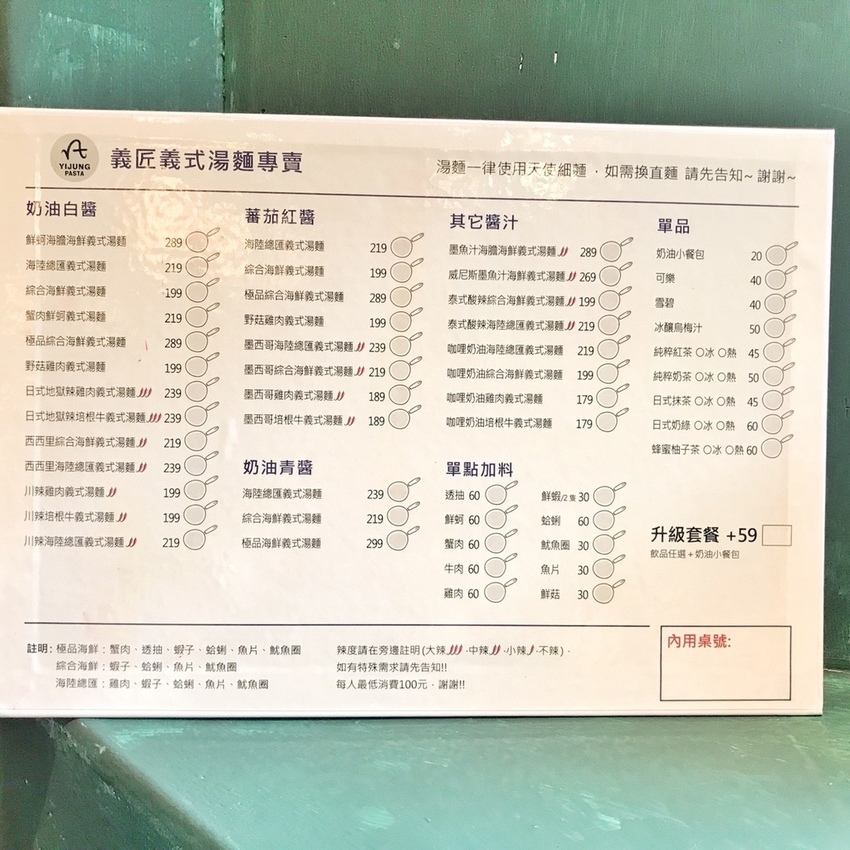 YIJUNG
PASTA
義匠義式湯麵專賣
湯麵一律使用天使細麵，如需換直麵 請先告知~ 謝謝~
奶油白醬
鮮蚵海膽海鮮義式湯麵 289
海陸總匯義式湯麵 219
綜合海鮮義式湯麵 199
蟹肉鮮蚵義式湯麵 219
極品綜合海鮮義式湯麵 289
野菇雞肉義式湯麵 199
日式地獄辣雞肉義式湯麵 239
日式地獄辣培根牛義式湯麵 239
西西里綜合海鮮義式湯麵 219
西西里海陸總匯義式湯麵 239
川辣雞肉義式湯麵 199
川辣培根牛義式湯麵 199
川辣海陸總匯義式湯麵 219
蕃茄紅醬
海陸總匯義式湯麵 219
綜合海鮮義式湯麵 199
極品綜合海鮮義式湯麵 289
野菇雞肉義式湯麵 199
墨西哥海陸總匯義式湯麵 239
墨西哥綜合海鮮義式湯麵 219
墨西哥雞肉義式湯麵 189
墨西哥培根牛義式湯麵 189
奶油青醬
海陸總匯義式湯麵 239
綜合海鮮義式湯麵 219
極品海鮮義式湯麵 299
其它醬汁
墨魚汁海膽海鮮義式湯麵 289
威尼斯墨魚汁海鮮義式湯麵 269
泰式酸辣綜合海鮮義式湯麵 199
泰式酸辣海陸總匯義式湯麵 219
咖哩奶油海陸總匯義式湯麵 219
咖哩奶油綜合海鮮義式湯麵 199
咖哩奶油雞肉義式湯麵 179
咖哩奶油培根牛義式湯麵 179
單點加料
透抽 60 鮮蝦/2隻 30
鮮蚵 60 蛤蜊 60
蟹肉 60 魷魚圈 30
牛肉 60 魚片 30
雞肉 60 鮮菇 30
單品
奶油小餐包 20
可樂 40
雪碧 40
冰釀烏梅汁 50
純粹紅茶 〇冰 〇熱 45
純粹奶茶 〇冰 〇熱 50
日式抹茶 〇冰 〇熱 45
日式奶綠 〇冰 〇熱 60
蜂蜜柚子茶 〇冰 〇熱 60
升級套餐 +59
飲品任選+奶油小餐包
註明：極品海鮮：蟹肉、透抽、蝦子、蛤蜊、魚片、魷魚圈
綜合海鮮：蝦子、蛤蜊、魚片、魷魚圈
海陸總匯：雞肉、蝦子、蛤蜊、魚片、魷魚圈
辣度請在旁邊註明(大辣 ·中辣 ·小辣 ·不辣)．
如有特殊需求請先告知!!
每人最低消費100元，謝謝!!
內用桌號: